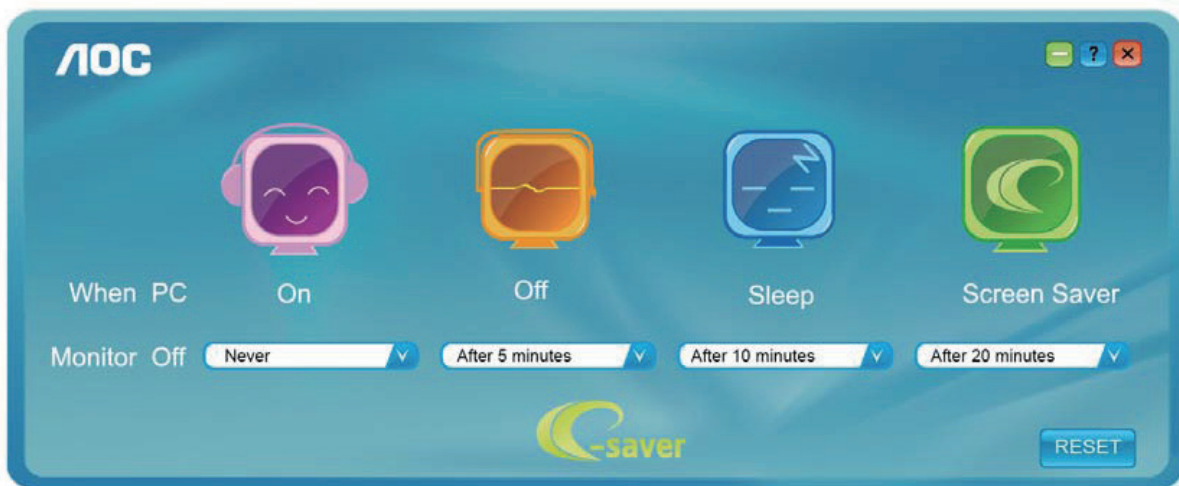 AOC
?
When PC On Off Sleep Screen Saver
Monitor Off Never After 5 minutes After 10 minutes After 20 minutes
e-saver
RESET